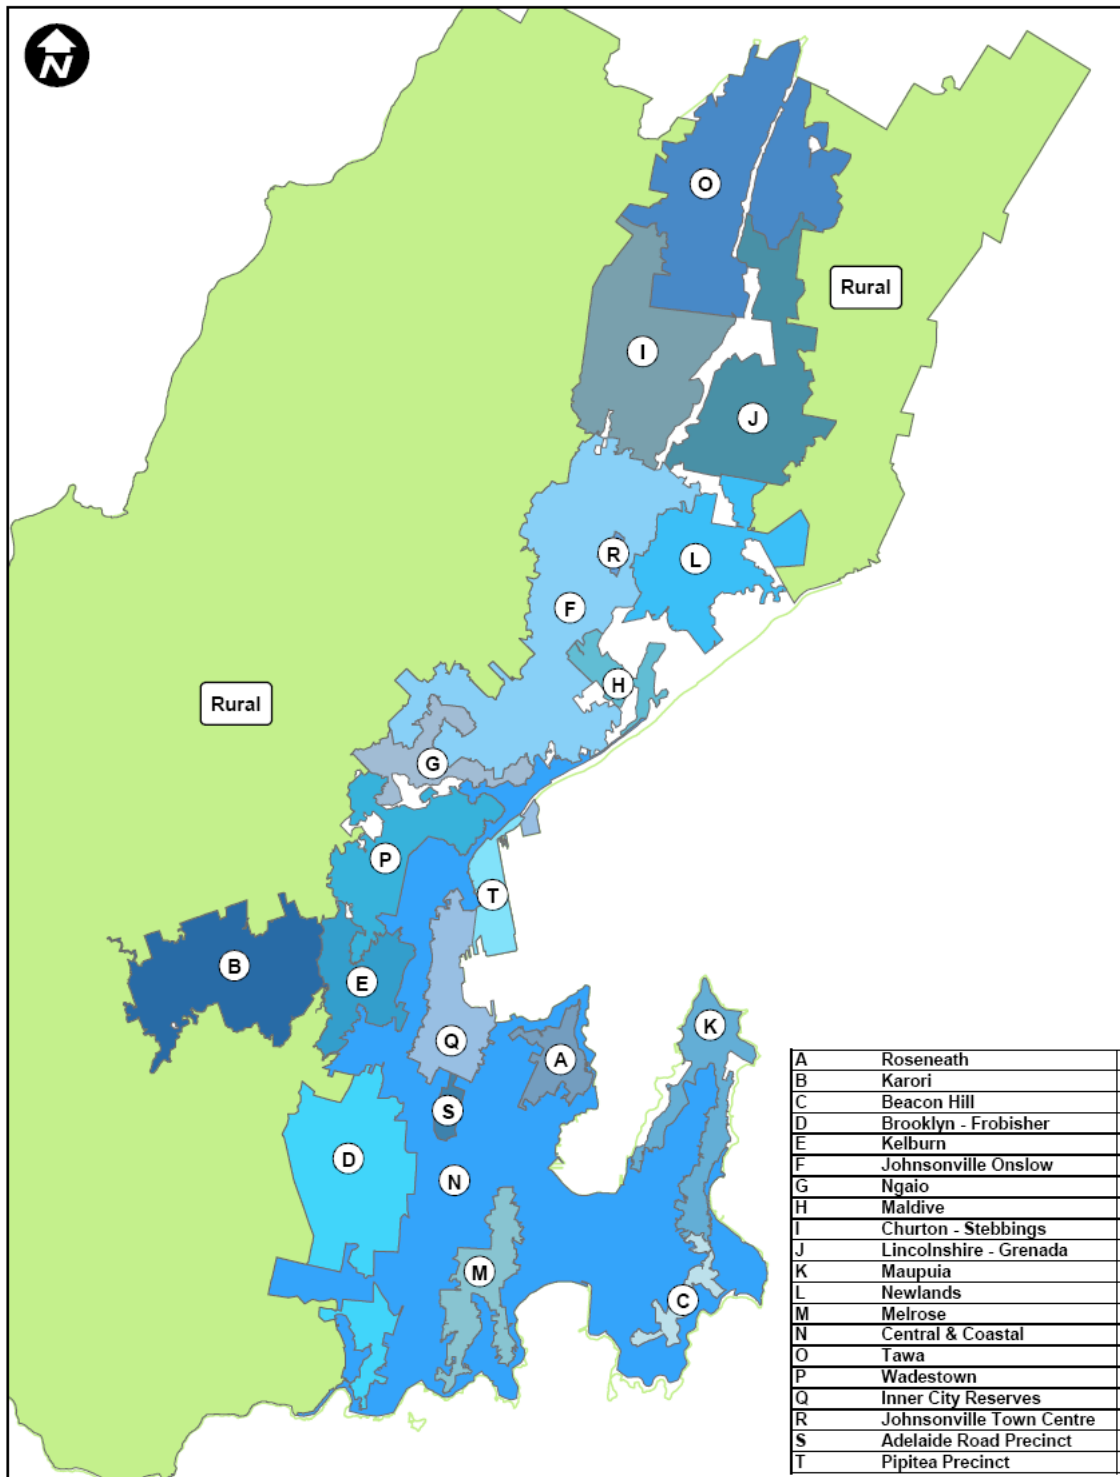 N
O
Rural
I
J
R
L
F
H
Rural
G
P
T
B
E
K
Q
A
S
D
N
M
C
A Roseneath
B Karori
C Beacon Hill
D Brooklyn - Frobisher
E Kelburn
F Johnsonville Onslow
G Ngaio
H Maldive
I Churton - Stebbings
J Lincolnshire - Grenada
K Maupuia
L Newlands
M Melrose
N Central & Coastal
O Tawa
P Wadestown
Q Inner City Reserves
R Johnsonville Town Centre
S Adelaide Road Precinct
T Pipitea Precinct